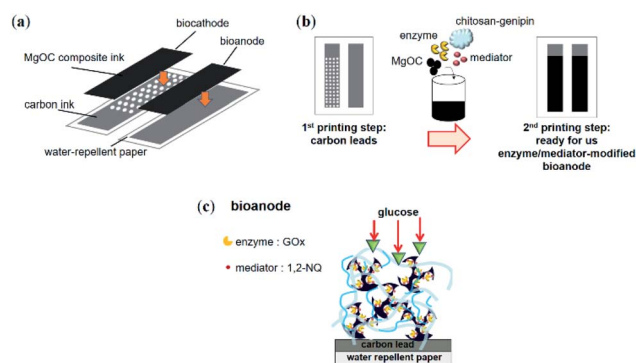 (a)
biocathode
MgOC composite ink
bioanode
carbon ink
water-repellent paper
(b)
chitosan-genipin
enzyme
mediator
MgOC
1st printing step:
carbon leads
2nd printing step:
ready for us
enzyme/mediator-modified
bioanode
(c) bioanode
glucose
enzyme : GOx
mediator : 1,2-NQ
carbon lead
water repellent paper